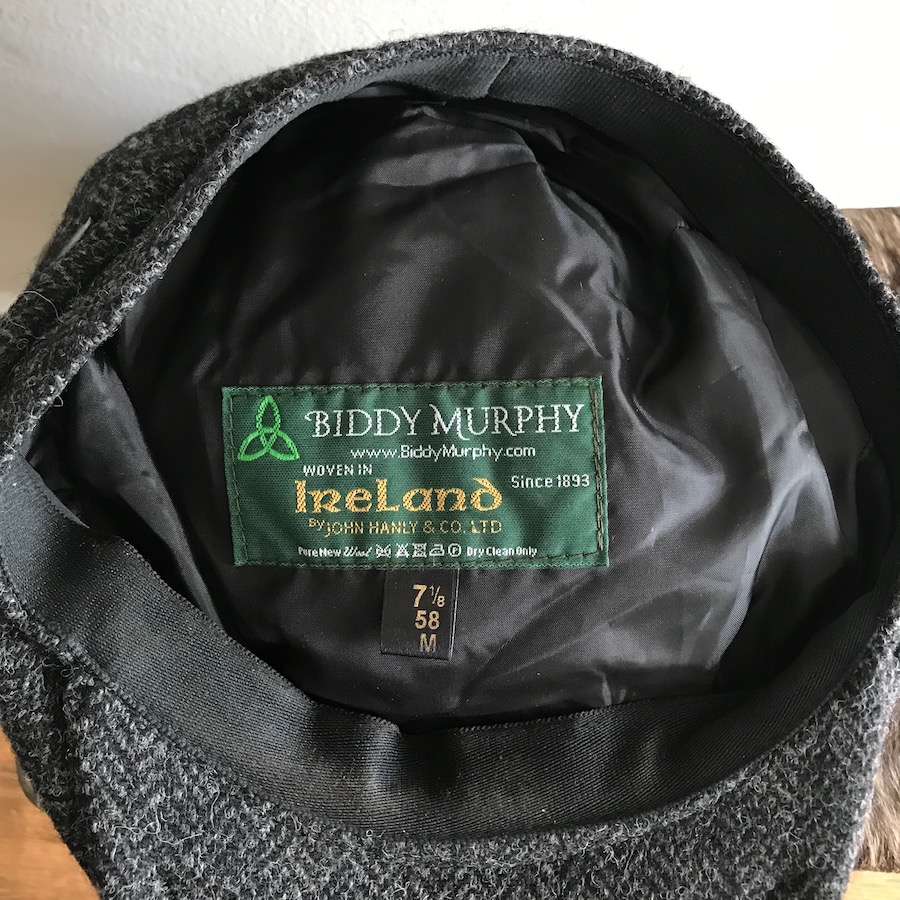 BIDDY MURPHY
www.BiddyMurphy.com
WOVEN IN
IreLand
Since 1893
By JOHN HANLY & CO. LTD
Pure New Wool Dry Clean Only
7 1/8
58
M